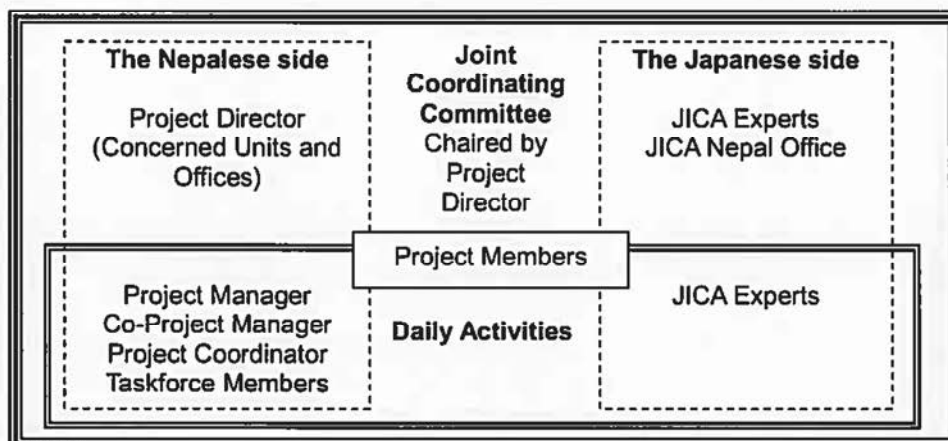 The Nepalese side
Project Director
(Concerned Units and
Offices)
Joint
Coordinating
Committee
Chaired by
Project
Director
The Japanese side
JICA Experts
JICA Nepal Office
Project Members
Project Manager
Co-Project Manager
Project Coordinator
Taskforce Members
Daily Activities
JICA Experts